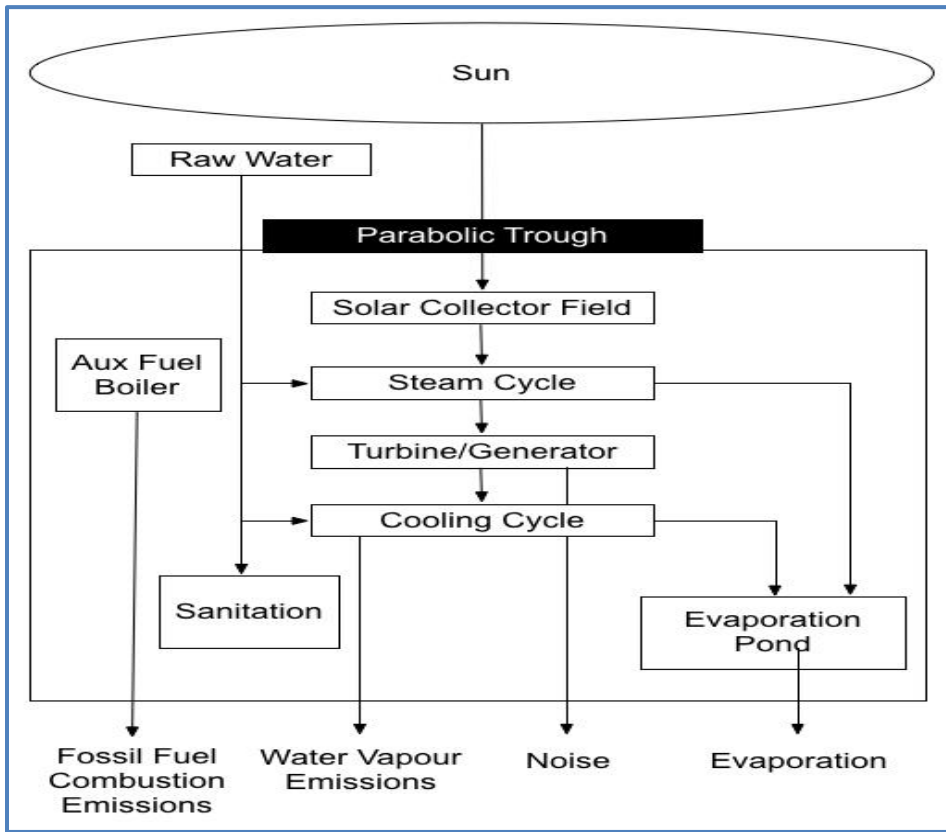 Sun
Raw Water
Parabolic Trough
Solar Collector Field
Aux Fuel
Boiler
Steam Cycle
Turbine/Generator
Cooling Cycle
Sanitation
Evaporation
Pond
Fossil Fuel
Combustion
Emissions
Water Vapour
Emissions
Noise
Evaporation